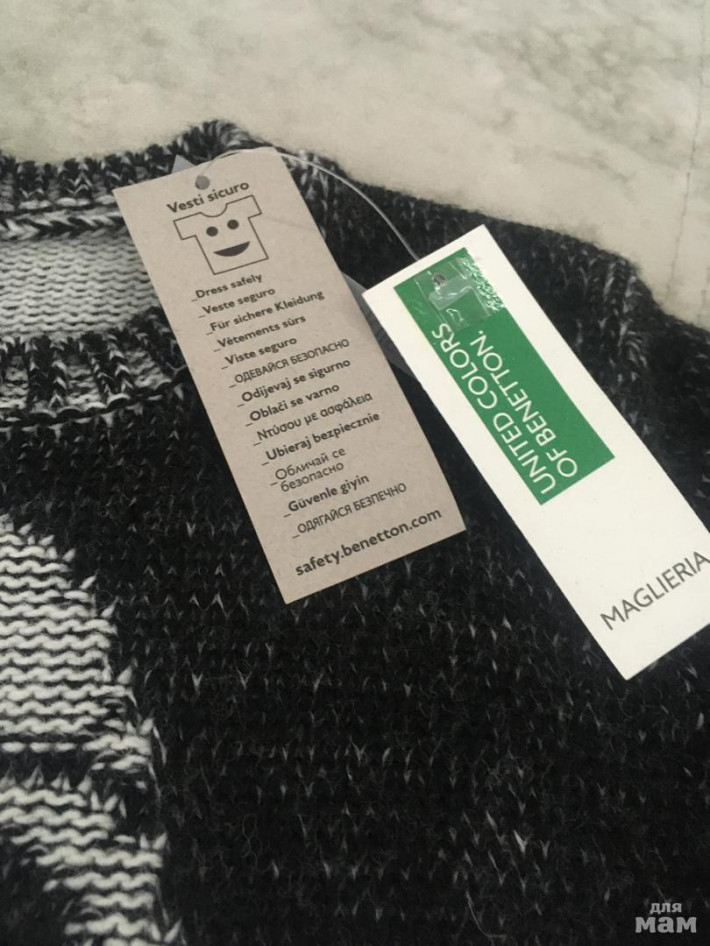 Vesti sicuro
_Dress safely
_Veste seguro
_Für sichere Kleidung
_Vêtements sûrs
_Viste seguro
_ОДЕВАЙСЯ БЕЗОПАСНО
_Odijevaj se sigurno
_Oblači se varno
_Ντύσου με ασφάλεια
_Ubieraj bezpiecznie
_Обличай се
безопасно
_Güvenle giyin
_ОДЯГАЙСЯ БЕЗПЕЧНО
safety.benetton.com
UNITED COLORS
OF BENETTON.
MAGLIERIA
для
мам